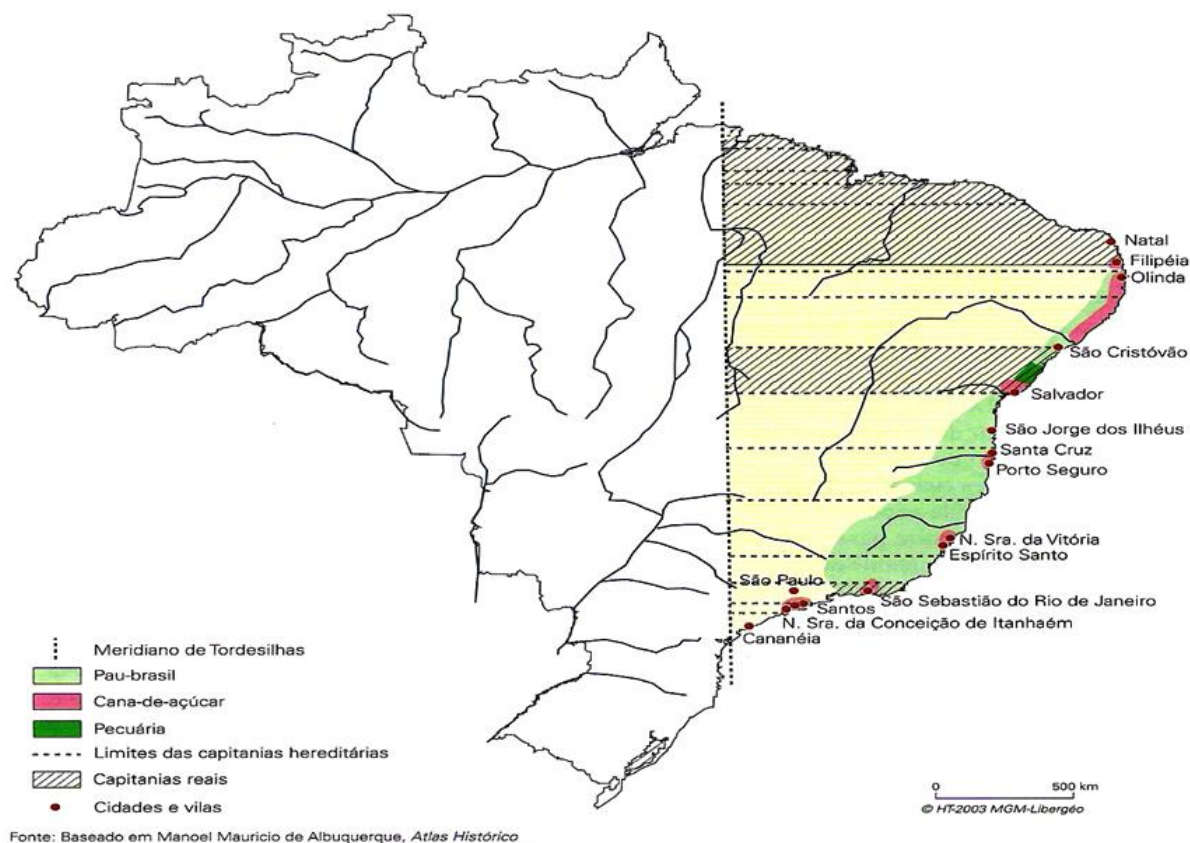 Natal
Filipéia
Olinda
São Cristóvão
Salvador
São Jorge dos Ilhéus
Santa Cruz
Porto Seguro
N. Sra. da Vitória
Espírito Santo
São Paulo
São Sebastião do Rio de Janeiro
Santos
N. Sra. da Conceição de Itanhaém
Cananéia
Meridiano de Tordesilhas
Pau-brasil
Cana-de-açúcar
Pecuária
Limites das capitanias hereditárias
Capitanias reais
Cidades e vilas
0 500 km
© HT-2003 MGM-Libergéo
Fonte: Baseado em Manoel Mauricio de Albuquerque, Atlas Histórico